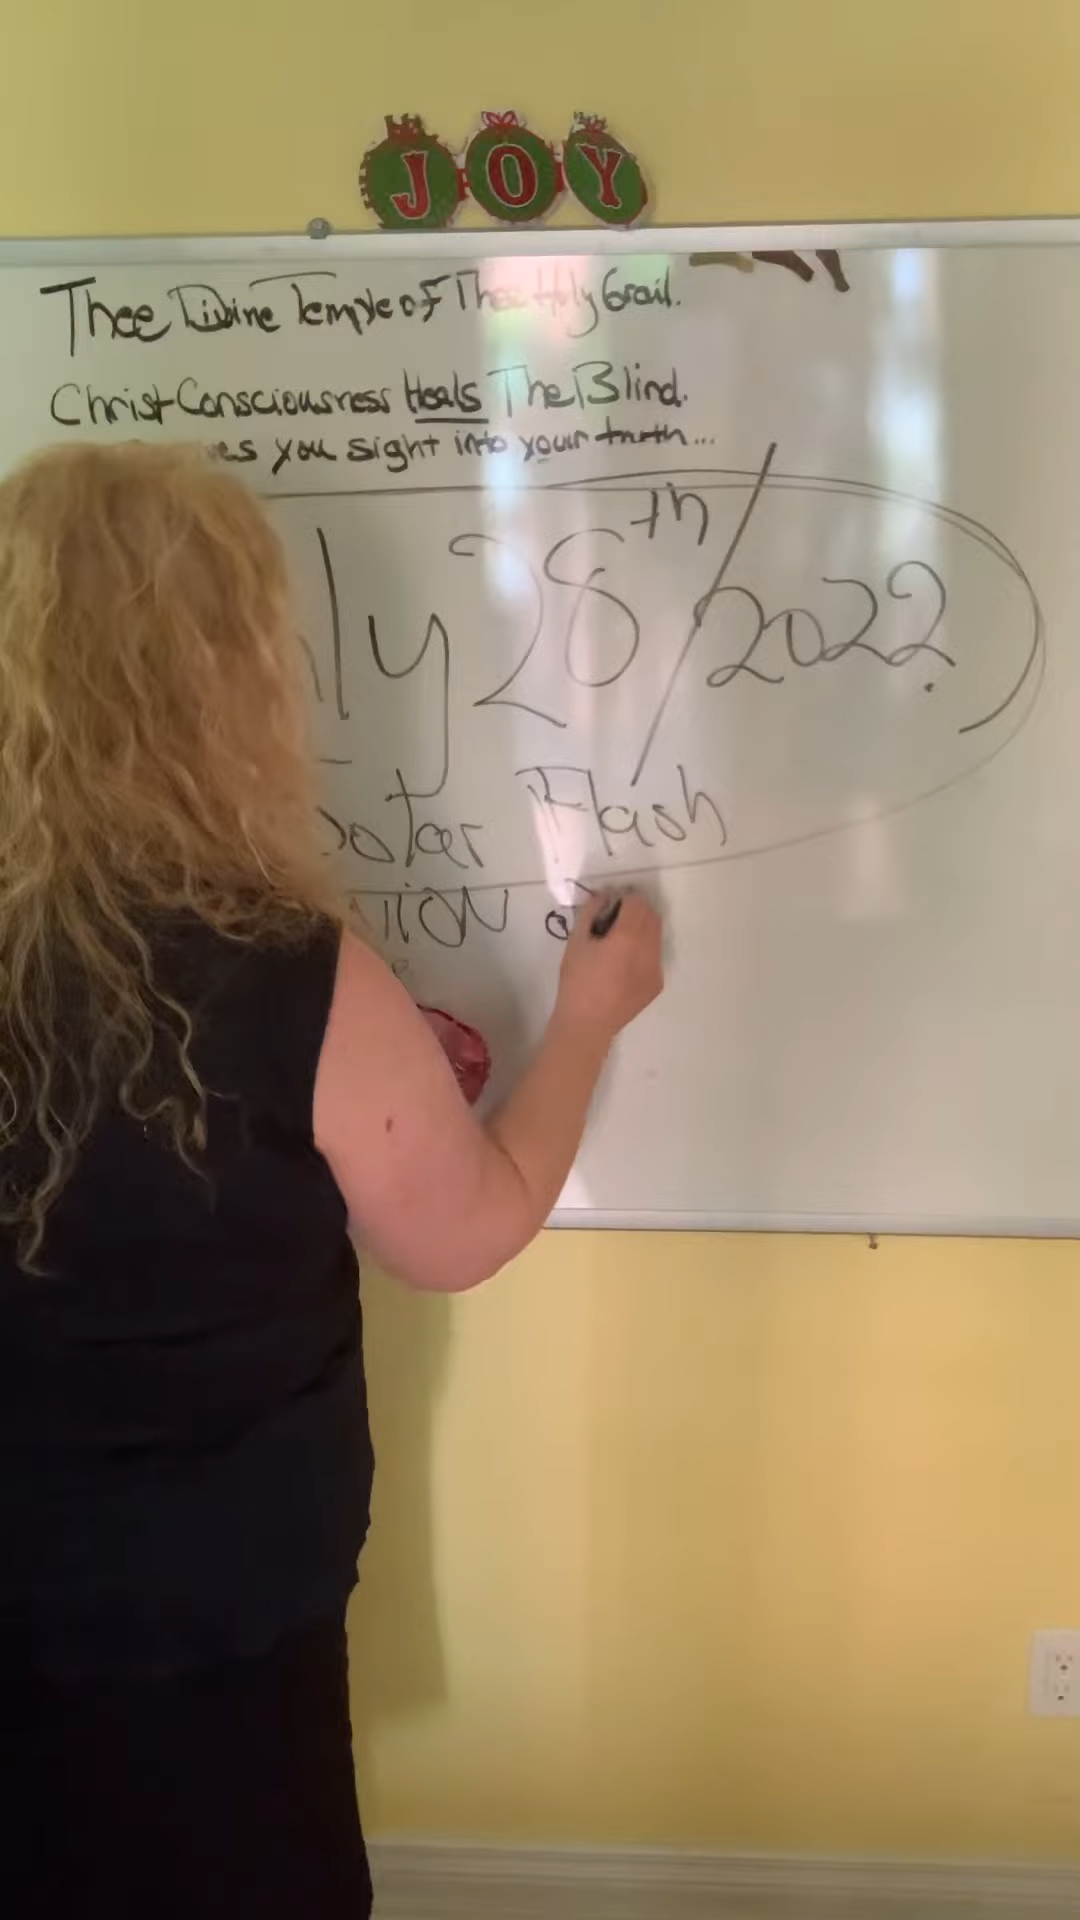 JOY
Thee Divine Temple of Thee Holy Grail.
Christ Consciousness Heals The Blind.
you sight into your truth...
28th/2022
Flash